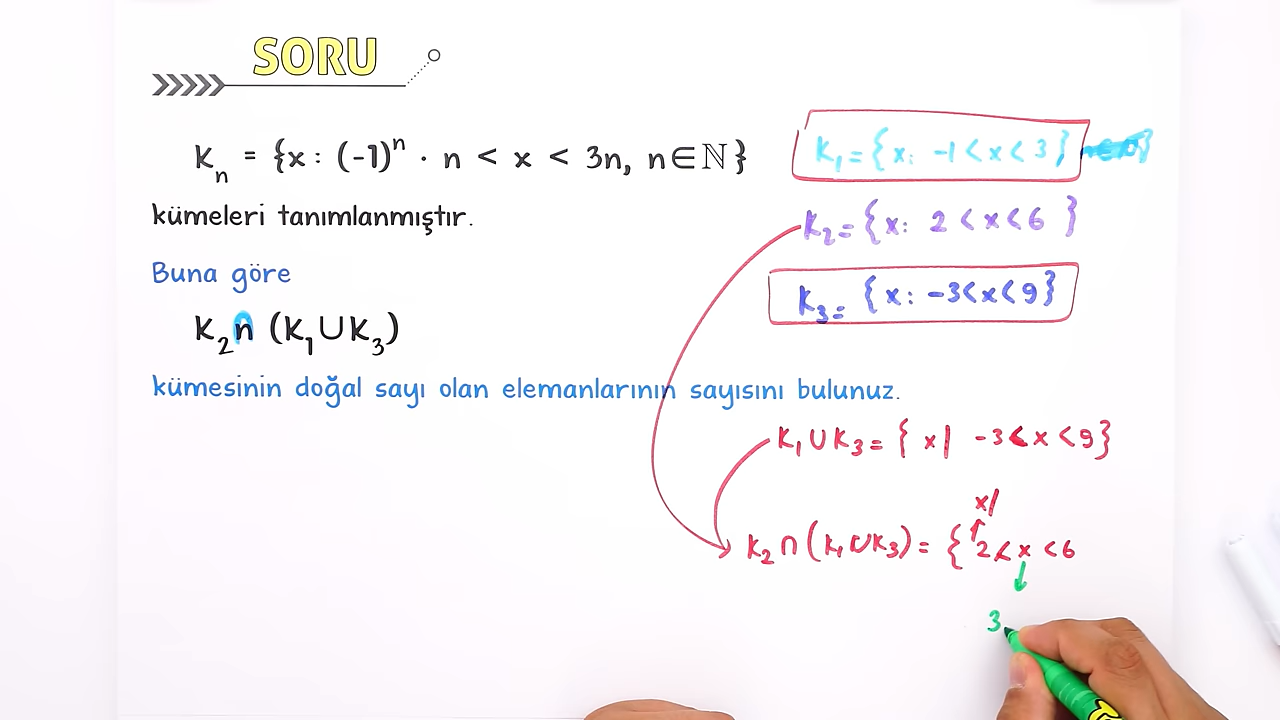 SORU
Kₙ = {x : (-1)ⁿ · n < x < 3n, n∈ℕ}
kümeleri tanımlanmıştır.
Buna göre
K₂∩ (K₁∪K₃)
kümesinin doğal sayı olan elemanlarının sayısını bulunuz.
K₁= {x: -1<x<3}
K₂= {x: 2<x<6 }
K₃= {x: -3<x<9}
K₁∪K₃= { x| -3<x<9}
x|
K₂∩(K₁∪K₃)= { 2<x<6
3